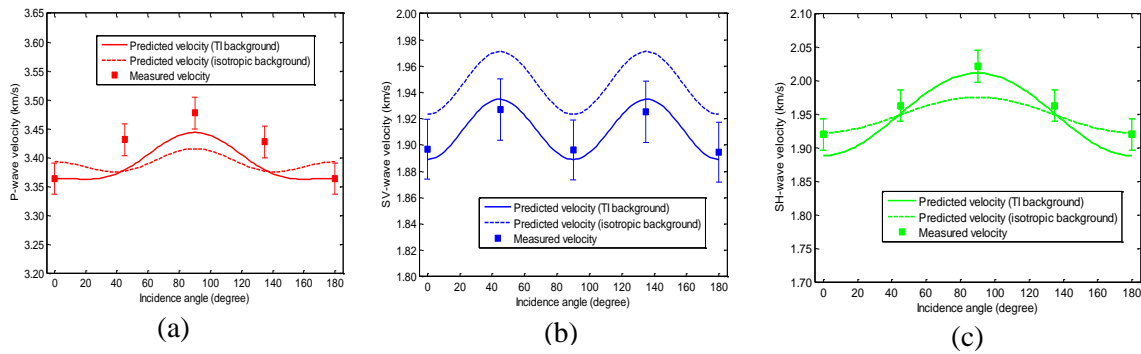 3.65
3.60
3.55
3.50
3.45
3.40
3.35
3.30
3.25
3.20
P-wave velocity (km/s)
Predicted velocity (TI background)
Predicted velocity (isotropic background)
Measured velocity
0 20 40 60 80 100 120 140 160 180
Incidence angle (degree)
(a)
2.00
1.98
1.96
1.94
1.92
1.90
1.88
1.86
1.84
1.82
1.80
SV-wave velocity (km/s)
Predicted velocity (TI background)
Predicted velocity (isotropic background)
Measured velocity
0 20 40 60 80 100 120 140 160 180
Incidence angle (degree)
(b)
2.10
2.05
2.00
1.95
1.90
1.85
1.80
1.75
1.70
SH-wave velocity (km/s)
Predicted velocity (TI background)
Predicted velocity (isotropic background)
Measured velocity
0 20 40 60 80 100 120 140 160 180
Incidence angle (degree)
(c)